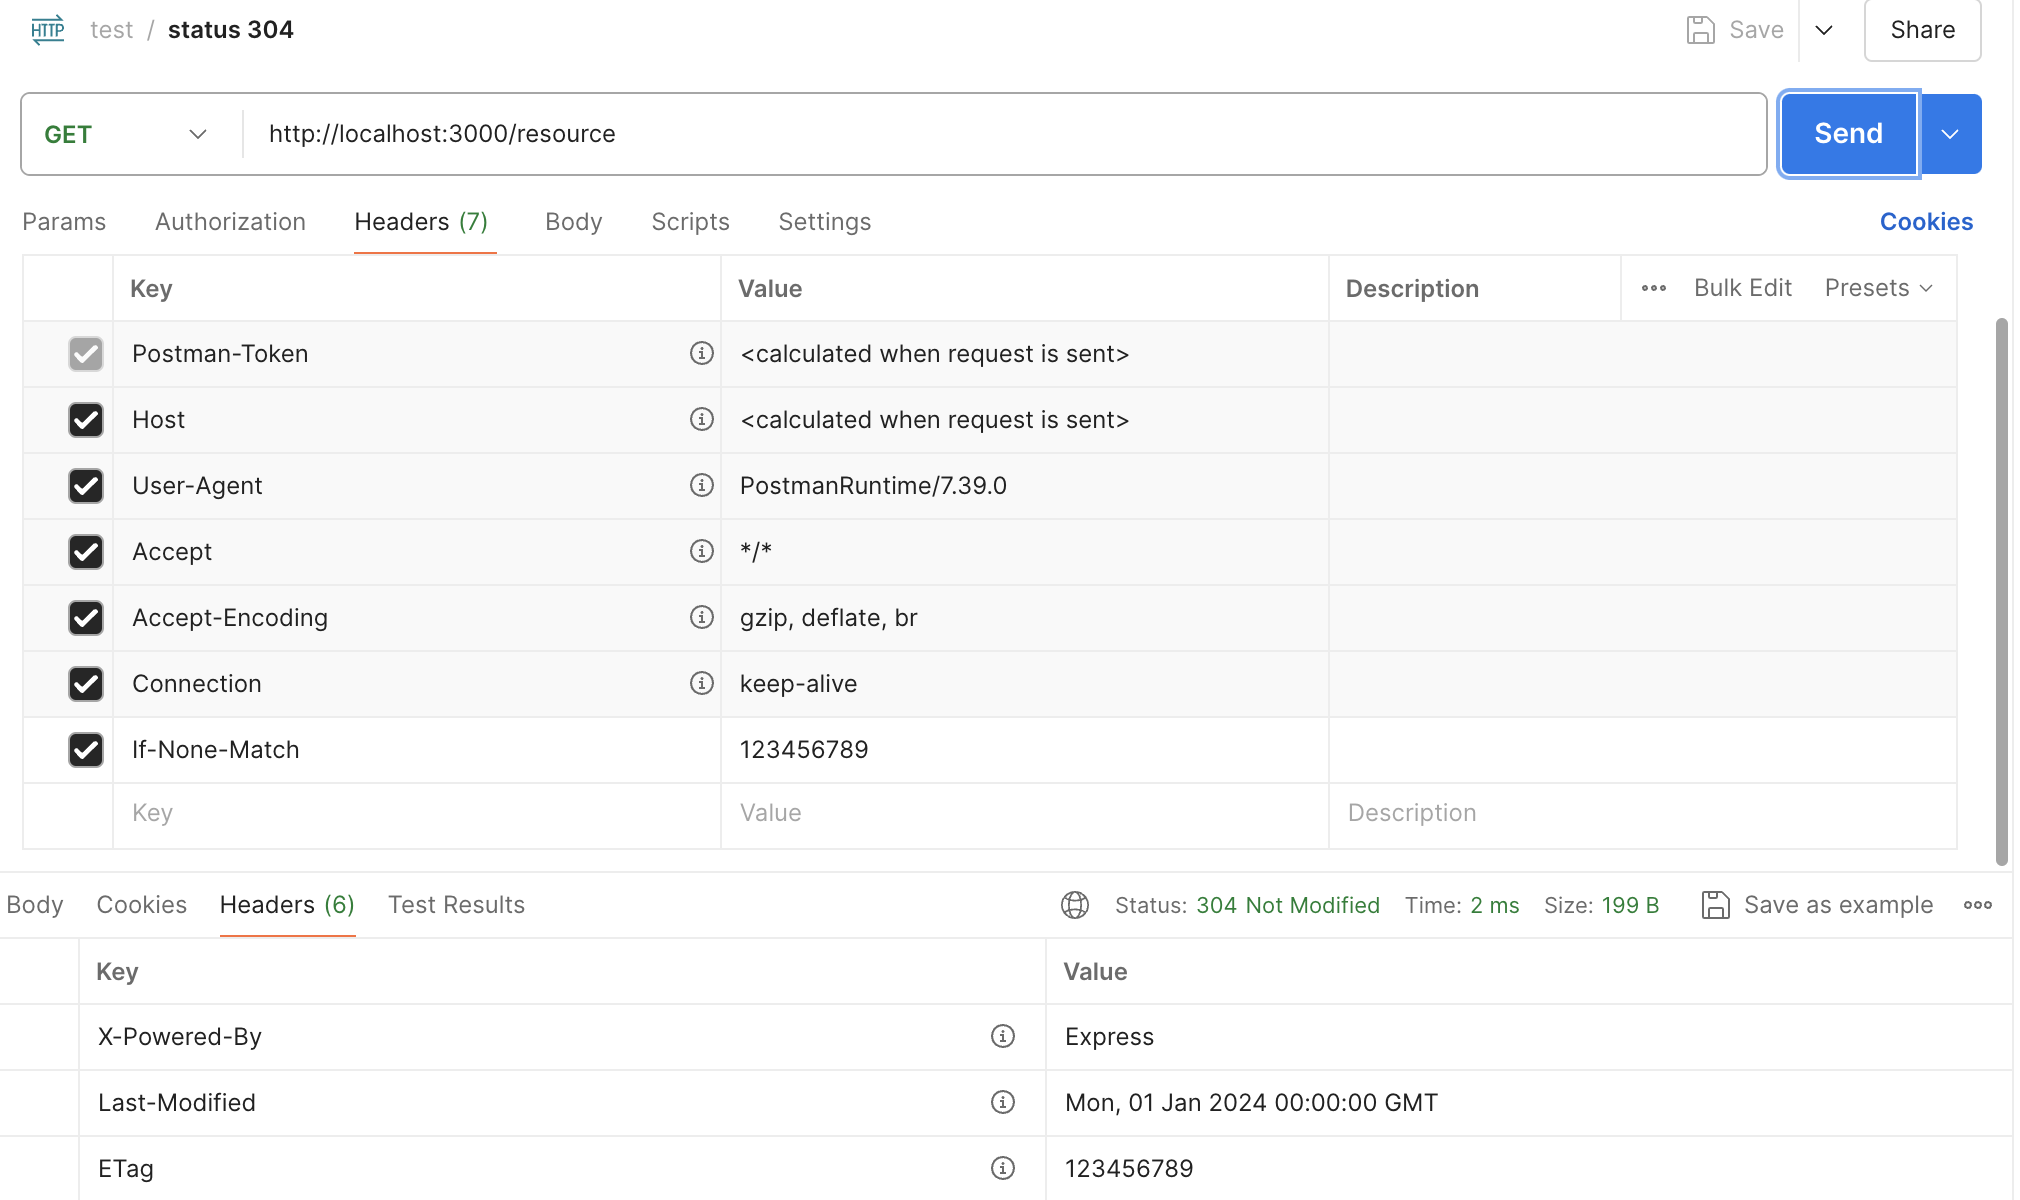 HTTP test / status 304 Save Share
GET http://localhost:3000/resource Send
Params Authorization Headers (7) Body Scripts Settings Cookies
Key Value Description Bulk Edit Presets
Postman-Token <calculated when request is sent>
Host <calculated when request is sent>
User-Agent PostmanRuntime/7.39.0
Accept */*
Accept-Encoding gzip, deflate, br
Connection keep-alive
If-None-Match 123456789
Key Value Description
Body Cookies Headers (6) Test Results Status: 304 Not Modified Time: 2 ms Size: 199 B Save as example
Key Value
X-Powered-By Express
Last-Modified Mon, 01 Jan 2024 00:00:00 GMT
ETag 123456789